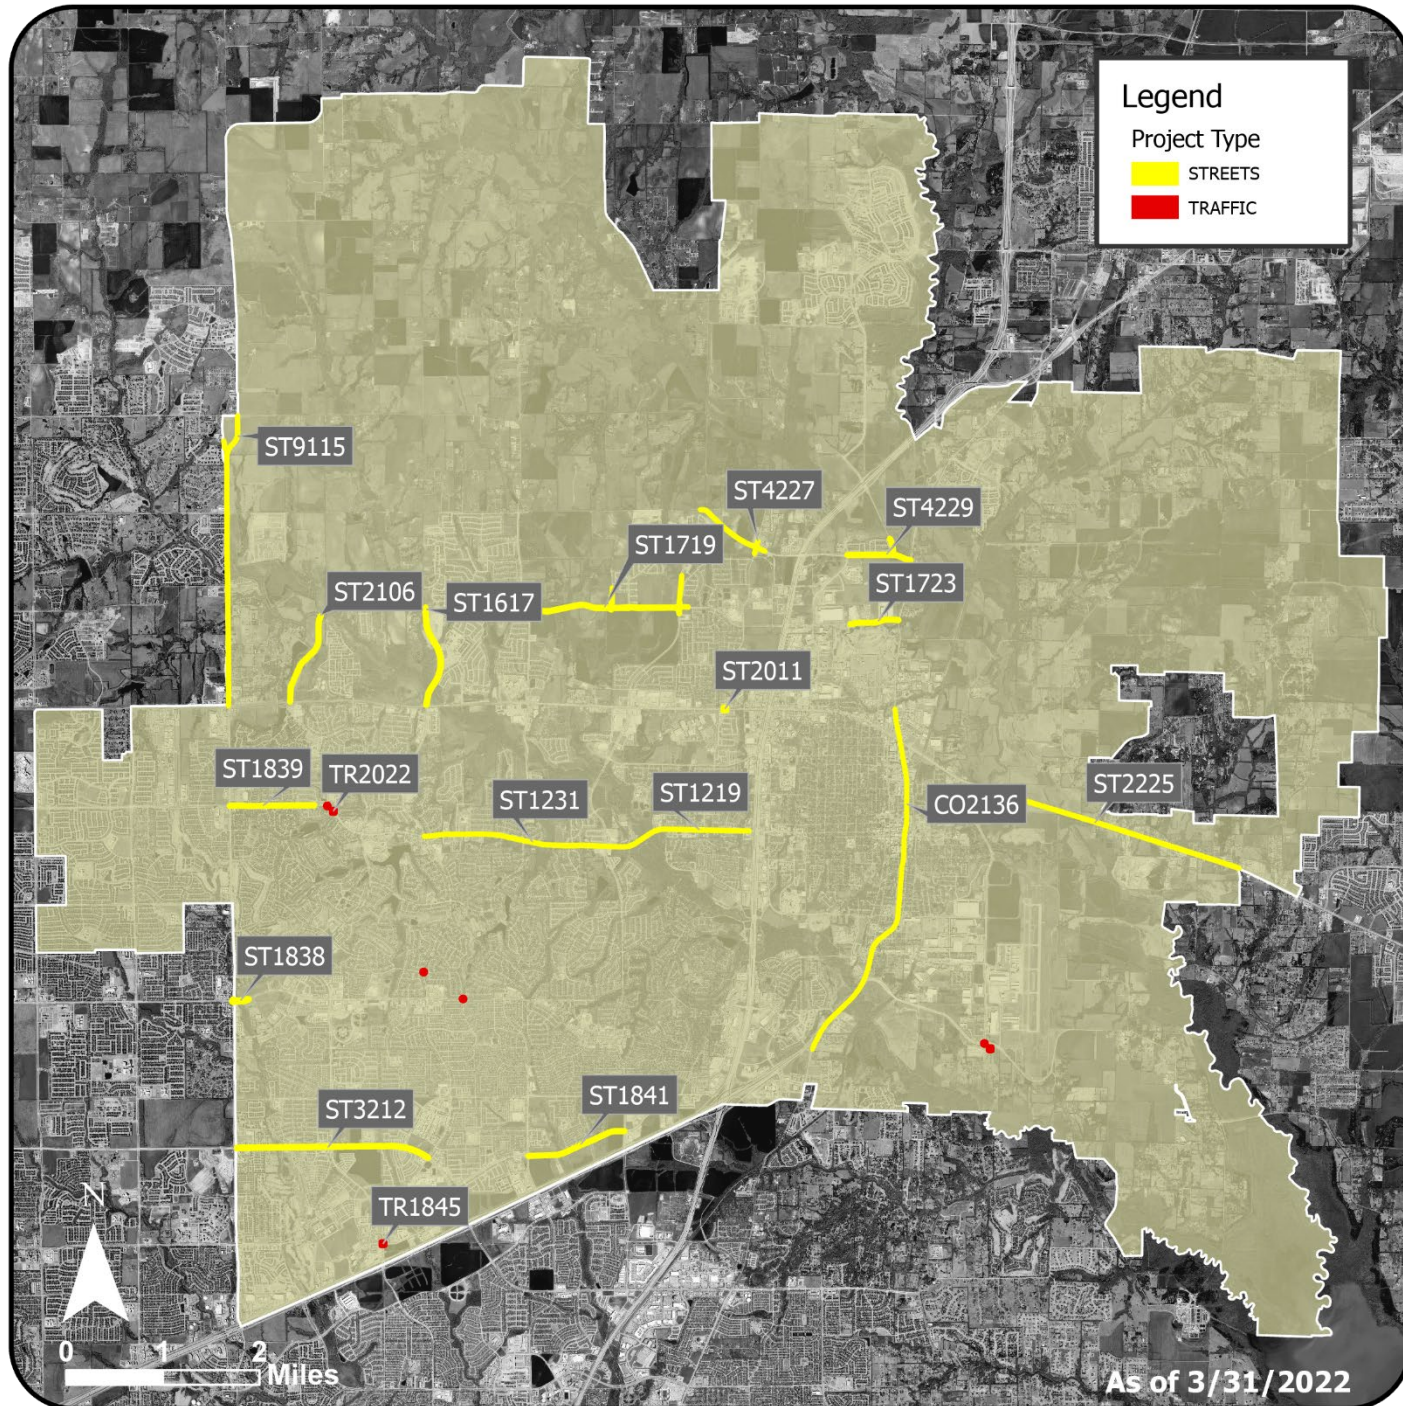 Legend
Project Type
STREETS
TRAFFIC
ST9115
ST4227
ST4229
ST1719
ST2106
ST1617
ST1723
ST2011
ST1839
TR2022
ST1231
ST1219
CO2136
ST2225
ST1838
ST3212
ST1841
TR1845
N
0 1 2
Miles
As of 3/31/2022